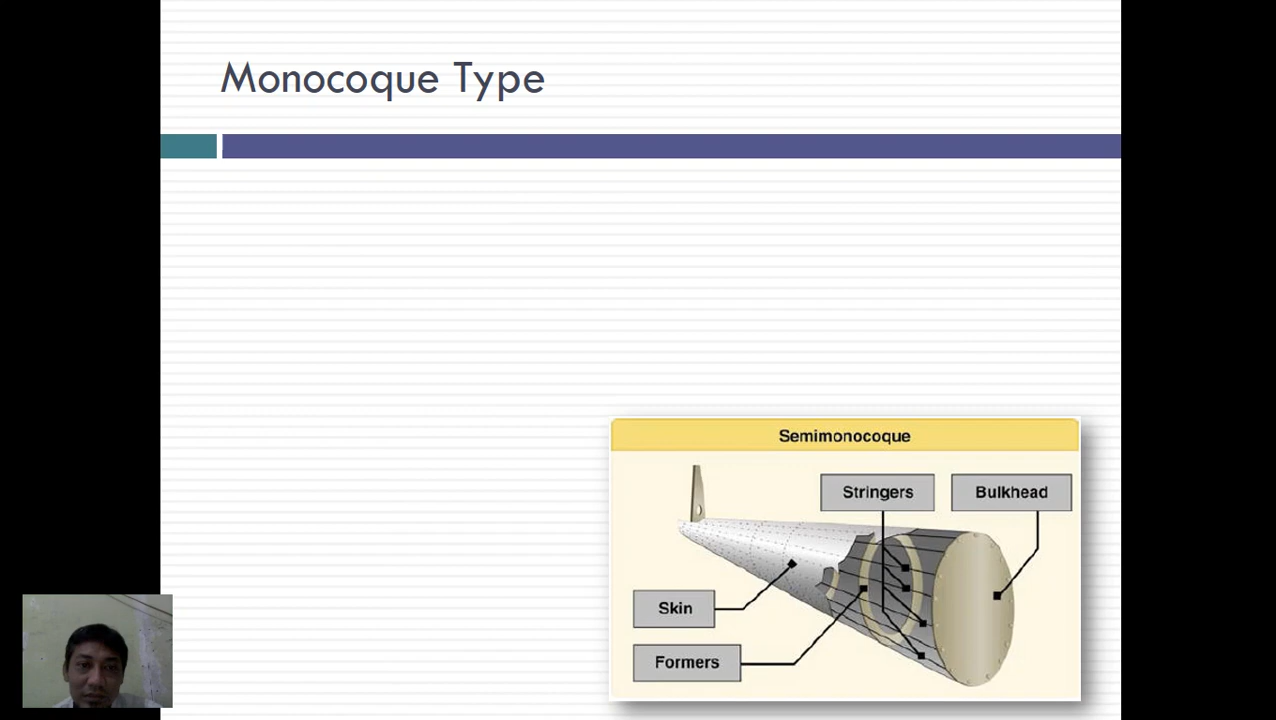 Monocoque Type
Semimonocoque
Stringers
Bulkhead
Skin
Formers